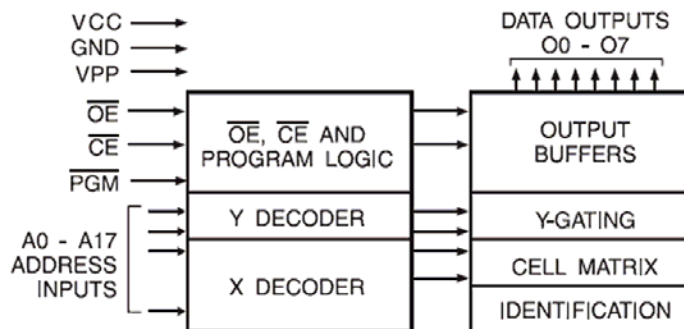 VCC
GND
VPP
OE
CE
PGM
A0 - A17
ADDRESS
INPUTS
OE, CE AND
PROGRAM LOGIC
Y DECODER
X DECODER
DATA OUTPUTS
O0 - O7
OUTPUT
BUFFERS
Y-GATING
CELL MATRIX
IDENTIFICATION